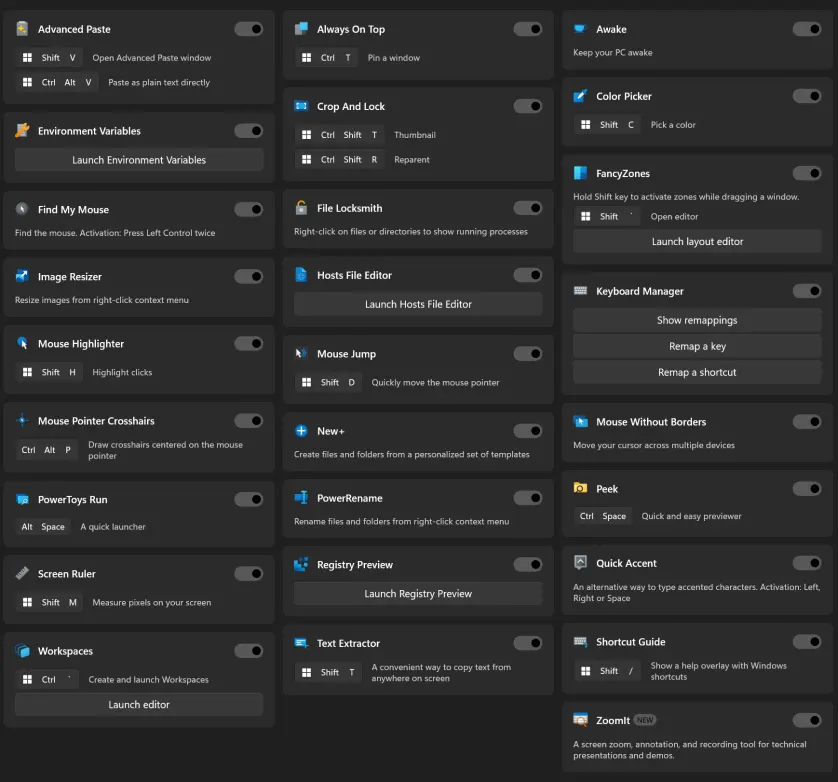 Advanced Paste
Shift V Open Advanced Paste window
Ctrl Alt V Paste as plain text directly
Environment Variables
Launch Environment Variables
Find My Mouse
Find the mouse. Activation: Press Left Control twice
Image Resizer
Resize images from right-click context menu
Mouse Highlighter
Shift H Highlight clicks
Mouse Pointer Crosshairs
Ctrl Alt P Draw crosshairs centered on the mouse
pointer
PowerToys Run
Alt Space A quick launcher
Screen Ruler
Shift M Measure pixels on your screen
Workspaces
Ctrl ` Create and launch Workspaces
Launch editor
Always On Top
Ctrl T Pin a window
Crop And Lock
Ctrl Shift T Thumbnail
Ctrl Shift R Reparent
File Locksmith
Right-click on files or directories to show running processes
Hosts File Editor
Launch Hosts File Editor
Mouse Jump
Shift D Quickly move the mouse pointer
New+
Create files and folders from a personalized set of templates
PowerRename
Rename files and folders from right-click context menu
Registry Preview
Launch Registry Preview
Text Extractor
Shift T A convenient way to copy text from
anywhere on screen
Awake
Keep your PC awake
Color Picker
Shift C Pick a color
FancyZones
Hold Shift key to activate zones while dragging a window.
Shift ` Open editor
Launch layout editor
Keyboard Manager
Show remappings
Remap a key
Remap a shortcut
Mouse Without Borders
Move your cursor across multiple devices
Peek
Ctrl Space Quick and easy previewer
Quick Accent
An alternative way to type accented characters. Activation: Left,
Right or Space
Shortcut Guide
Shift / Show a help overlay with Windows
shortcuts
ZoomIt NEW
A screen zoom, annotation, and recording tool for technical
presentations and demos.